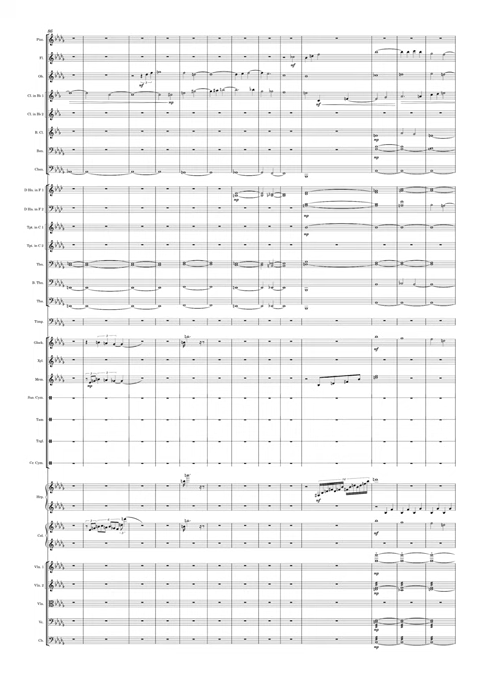 Picc.
Fl.
Ob.
Cl. in B♭ 1
Cl. in B♭ 2
B. Cl.
Bsn.
Cbsn.
D Hn. in F 1
D Hn. in F 2
Tpt. in C 1
Tpt. in C 2
Tbn.
B. Tbn.
Tba.
Timp.
Glock.
Xyl.
Sus. Cym.
Tam.
Trgl.
Cr. Cym.
Hrp.
Cel.
Vln. 1
Vln. 2
Vla.
Vc.
Cb.